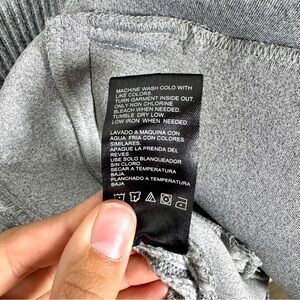 MACHINE WASH COLD WITH
LIKE COLORS.
TURN GARMENT INSIDE OUT.
ONLY NON CHLORINE
BLEACH WHEN NEEDED.
TUMBLE DRY LOW.
LOW IRON WHEN NEEDED.
LAVADO A MAQUINA CON
AGUA FRIA CON COLORES
SIMILARES.
APAGUE LA PRENDA DEL
REVES
USE SOLO BLANQUEADOR
SIN CLORO.
SECAR A TEMPERATURA
BAJA
PLANCHADO A TEMPERATURA
BAJA